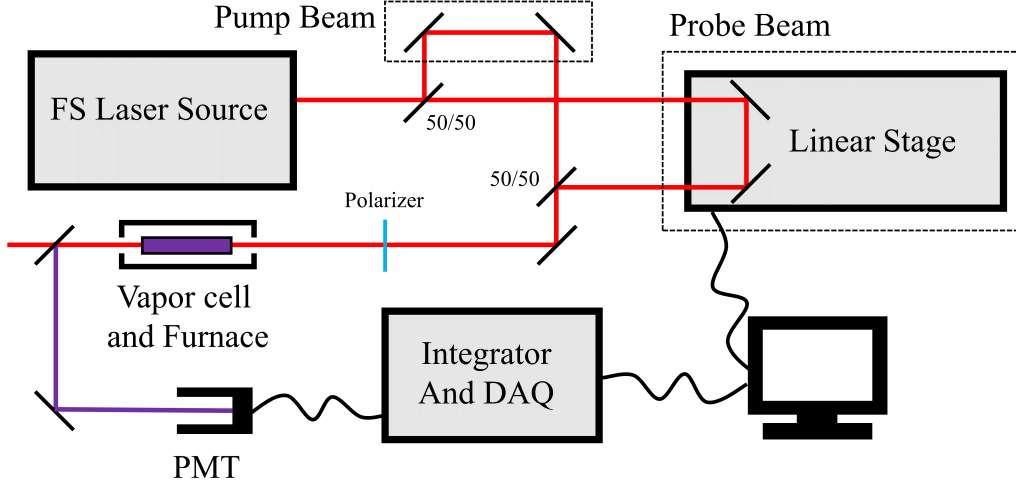 Pump Beam
Probe Beam
FS Laser Source
50/50
Linear Stage
50/50
Polarizer
Vapor cell
and Furnace
Integrator
And DAQ
PMT